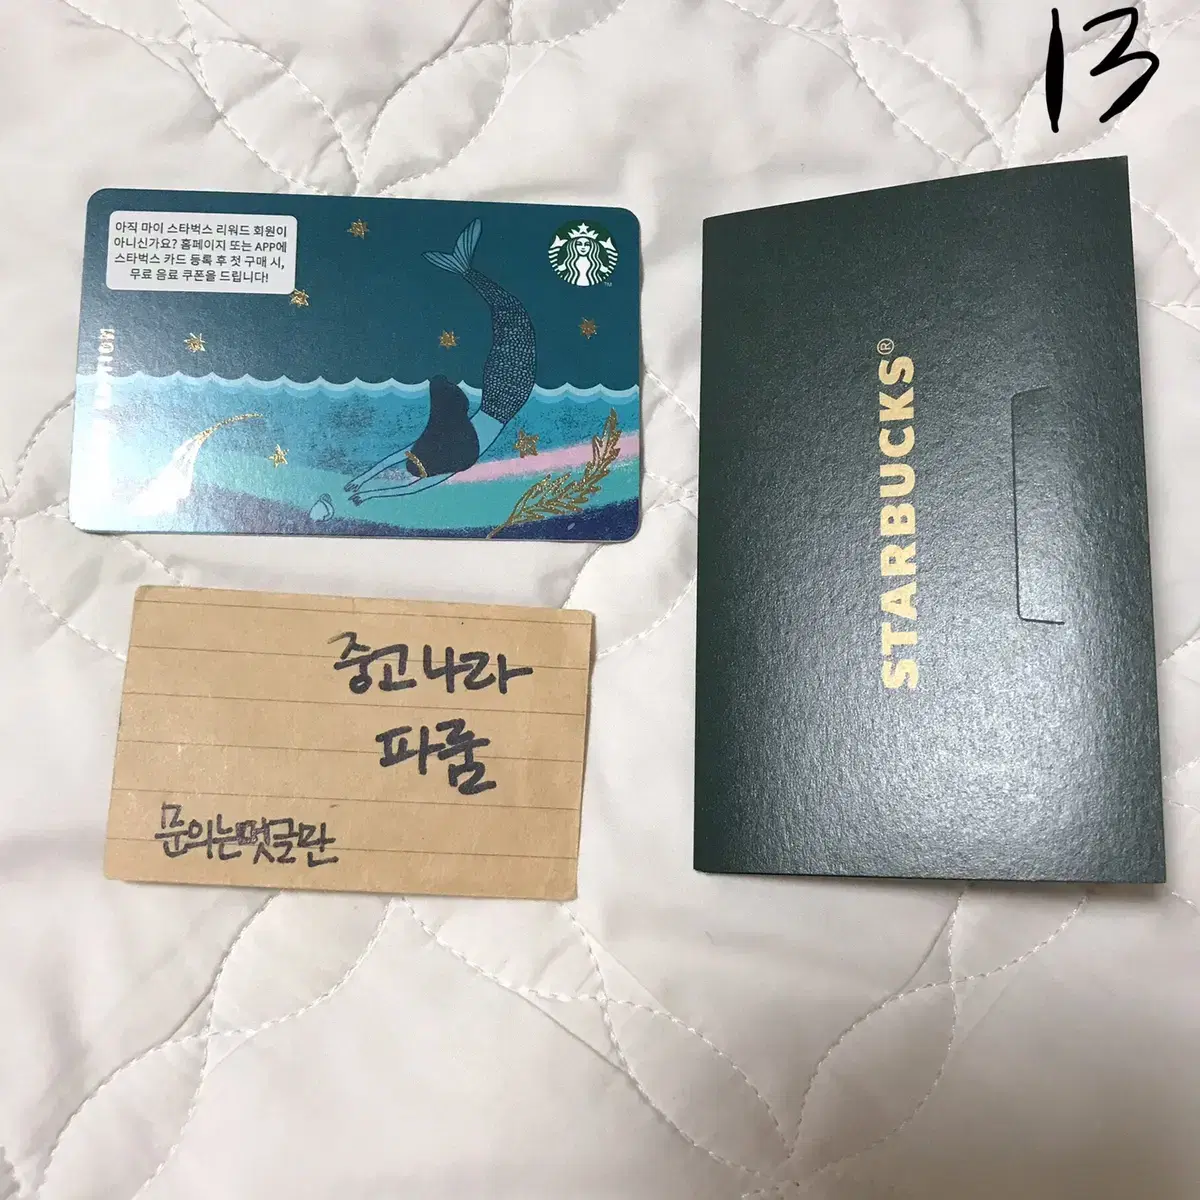 13
아직 마이 스타벅스 리워드 회원이
아니신가요? 홈페이지 또는 APP에
스타벅스 카드 등록 후 첫 구매 시,
무료 음료 쿠폰을 드립니다!
TM
STARBUCKS®
중고나라
파룸
문의는멧글만